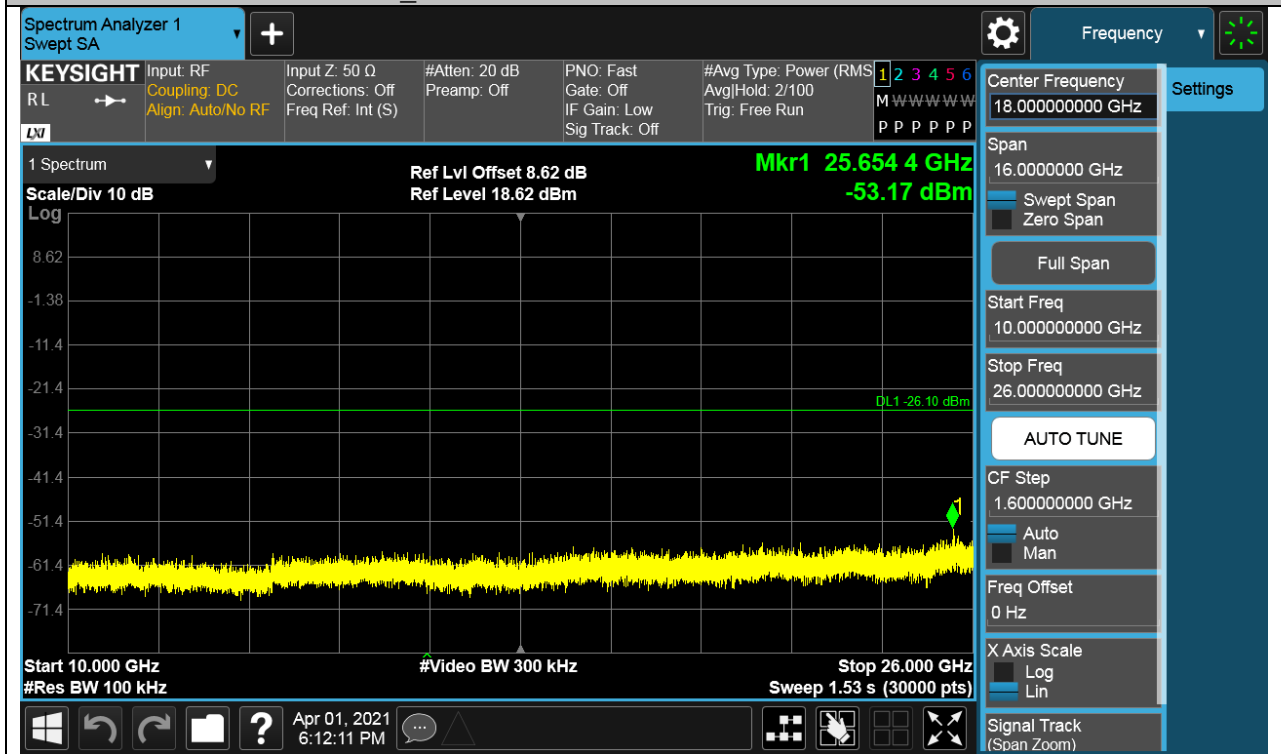 Spectrum Analyzer 1
Swept SA
+
Frequency
KEYSIGHT
RL
LXI
Input: RF
Coupling: DC
Align: Auto/No RF
Input Z: 50 Ω
Corrections: Off
Freq Ref: Int (S)
#Atten: 20 dB
Preamp: Off
PNO: Fast
Gate: Off
IF Gain: Low
Sig Track: Off
#Avg Type: Power (RMS
Avg|Hold: 2/100
Trig: Free Run
1 2 3 4 5 6
M W W W W W
P P P P P P
1 Spectrum
Scale/Div 10 dB
Log
Ref Lvl Offset 8.62 dB
Ref Level 18.62 dBm
Mkr1 25.654 4 GHz
-53.17 dBm
8.62
-1.38
-11.4
-21.4
DL1 -26.10 dBm
-31.4
-41.4
1
-51.4
-61.4
-71.4
Start 10.000 GHz
#Video BW 300 kHz
Stop 26.000 GHz
#Res BW 100 kHz
Sweep 1.53 s (30000 pts)
Center Frequency
18.000000000 GHz
Settings
Span
16.0000000 GHz
Swept Span
Zero Span
Full Span
Start Freq
10.000000000 GHz
Stop Freq
26.000000000 GHz
AUTO TUNE
CF Step
1.600000000 GHz
Auto
Man
Freq Offset
0 Hz
X Axis Scale
Log
Lin
Signal Track
(Span Zoom)
?
Apr 01, 2021
6:12:11 PM